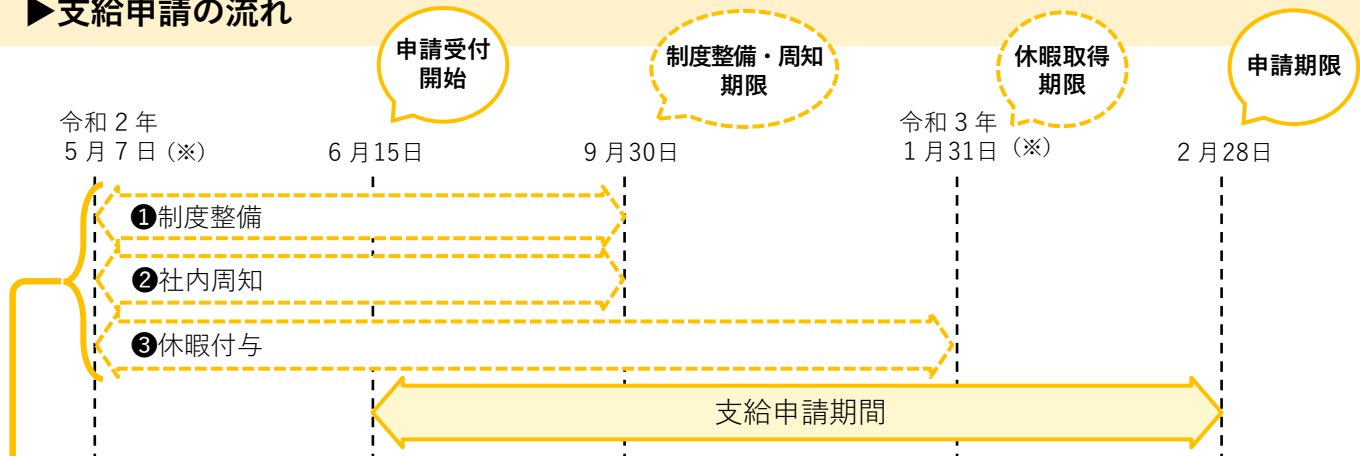 ▶支給申請の流れ
申請受付
開始
制度整備・周知
期限
休暇取得
期限
申請期限
令和２年
５月７日（※）
６月15日
９月30日
令和３年
１月31日（※）
２月28日
❶制度整備
❷社内周知
❸休暇付与
支給申請期間